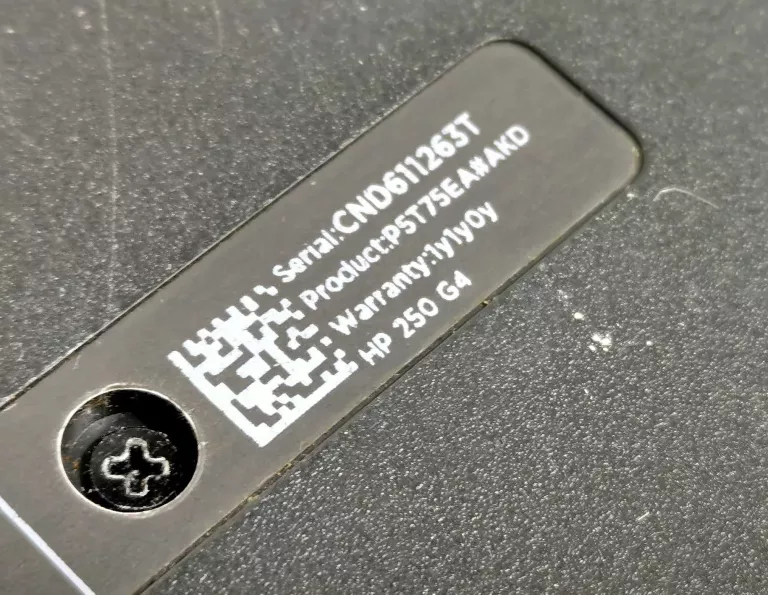 Serial:CND611263T
Product:P5T75EA#AKD
Warranty:1y1y0y
HP 250 G4